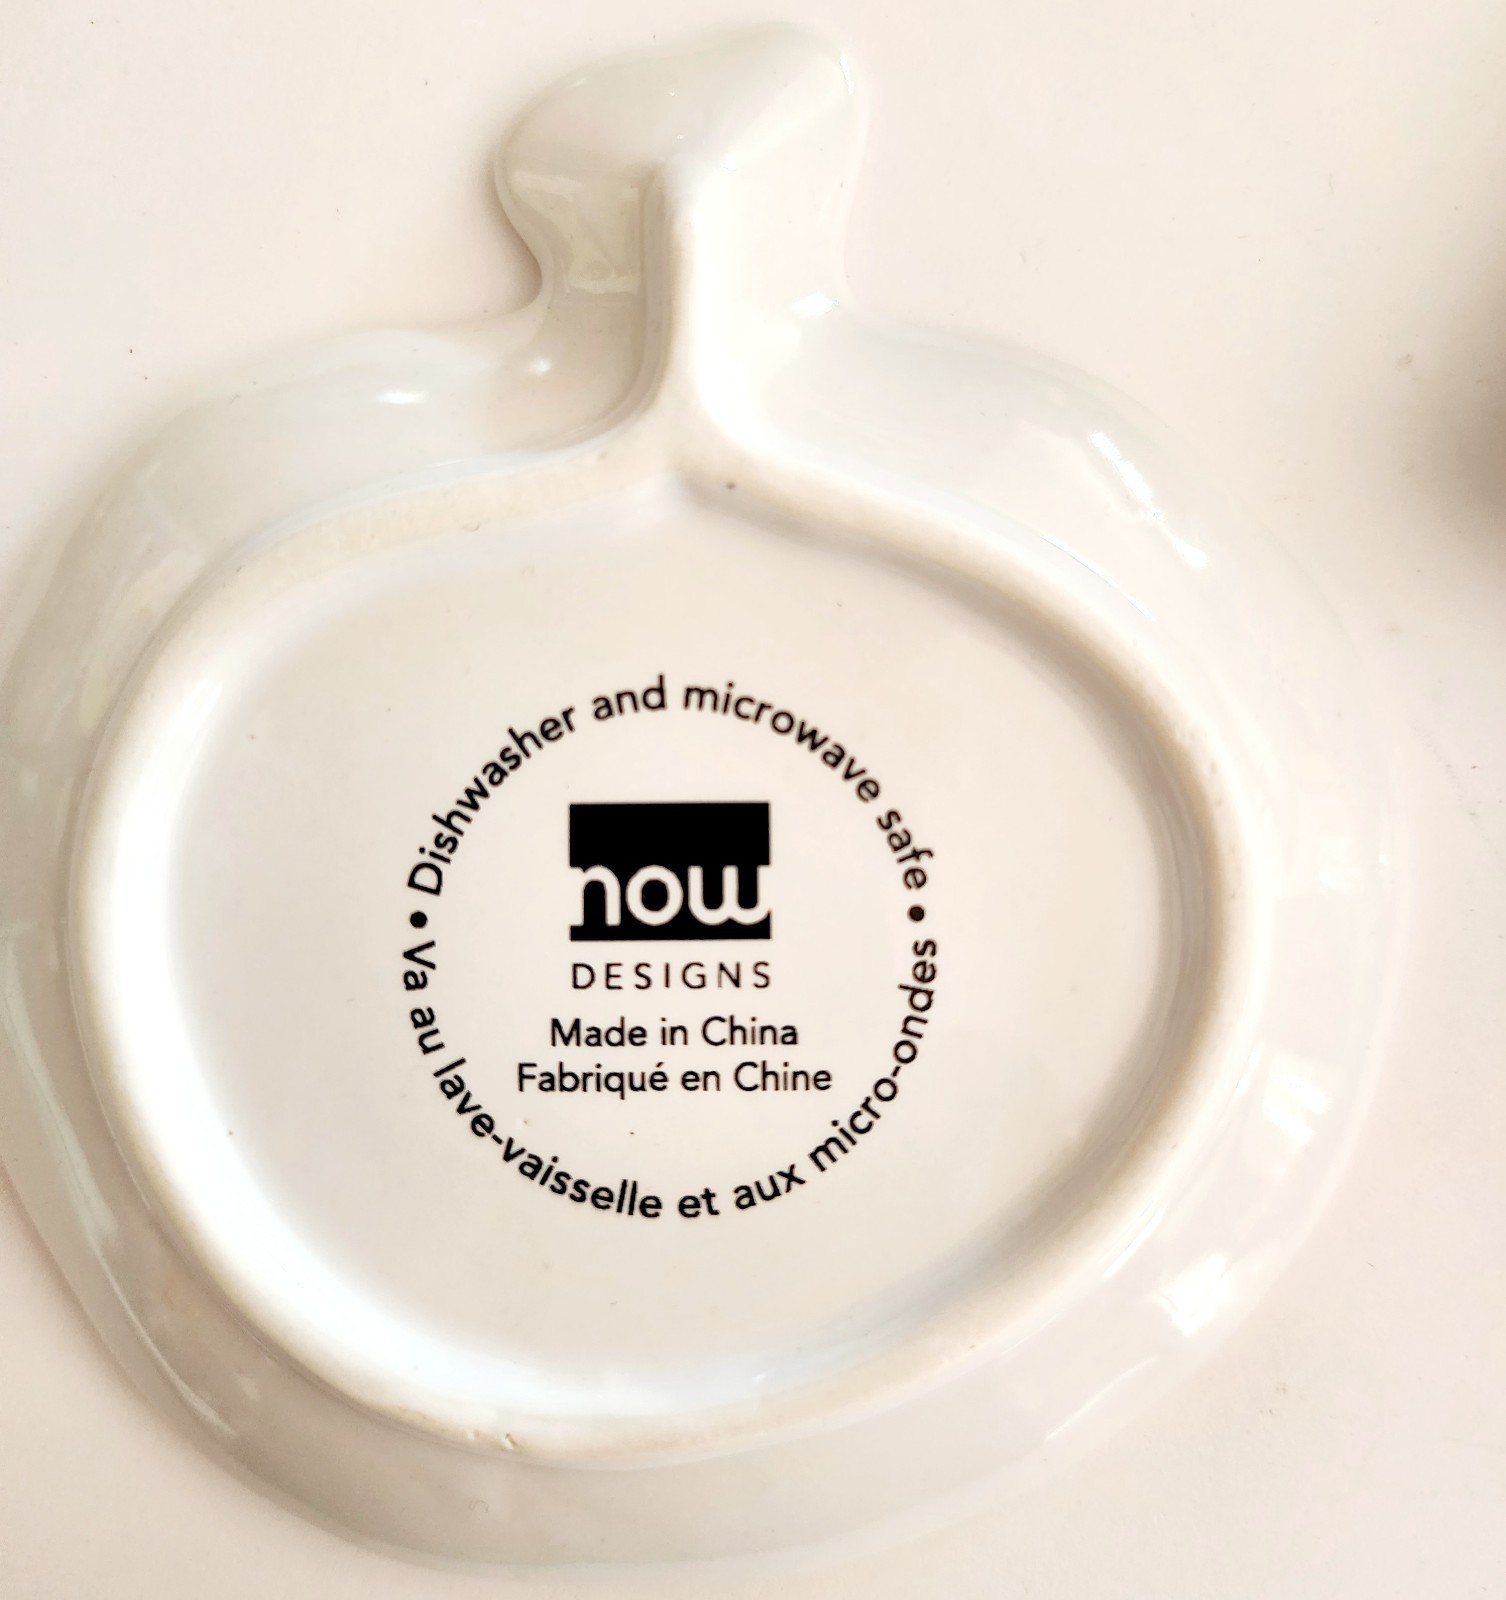 • Dishwasher and microwave safe •
now
DESIGNS
Made in China
Fabriqué en Chine
Va au lave-vaisselle et aux micro-ondes